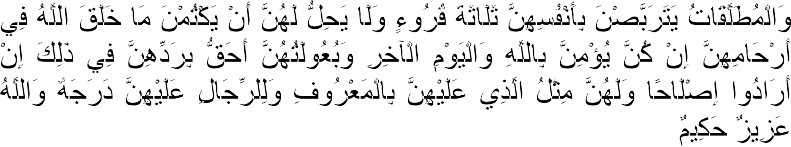 وَالْمُطَلَّقَاتُ يَتَرَبَّصْنَ بِأَنْفُسِهِنَّ ثَلَاثَةَ قُرُوءٍ وَلَا يَحِلُّ لَهُنَّ أَنْ يَكْتُمْنَ مَا خَلَقَ اللَّهُ فِي
أَرْحَامِهِنَّ إِنْ كُنَّ يُؤْمِنَّ بِاللَّهِ وَالْيَوْمِ الْآخِرِ وَبُعُولَتُهُنَّ أَحَقُّ بِرَدِّهِنَّ فِي ذَلِكَ إِنْ
أَرَادُوا إِصْلَاحًا وَلَهُنَّ مِثْلُ الَّذِي عَلَيْهِنَّ بِالْمَعْرُوفِ وَلِلرِّجَالِ عَلَيْهِنَّ دَرَجَةٌ وَاللَّهُ
عَزِيزٌ حَكِيمٌ